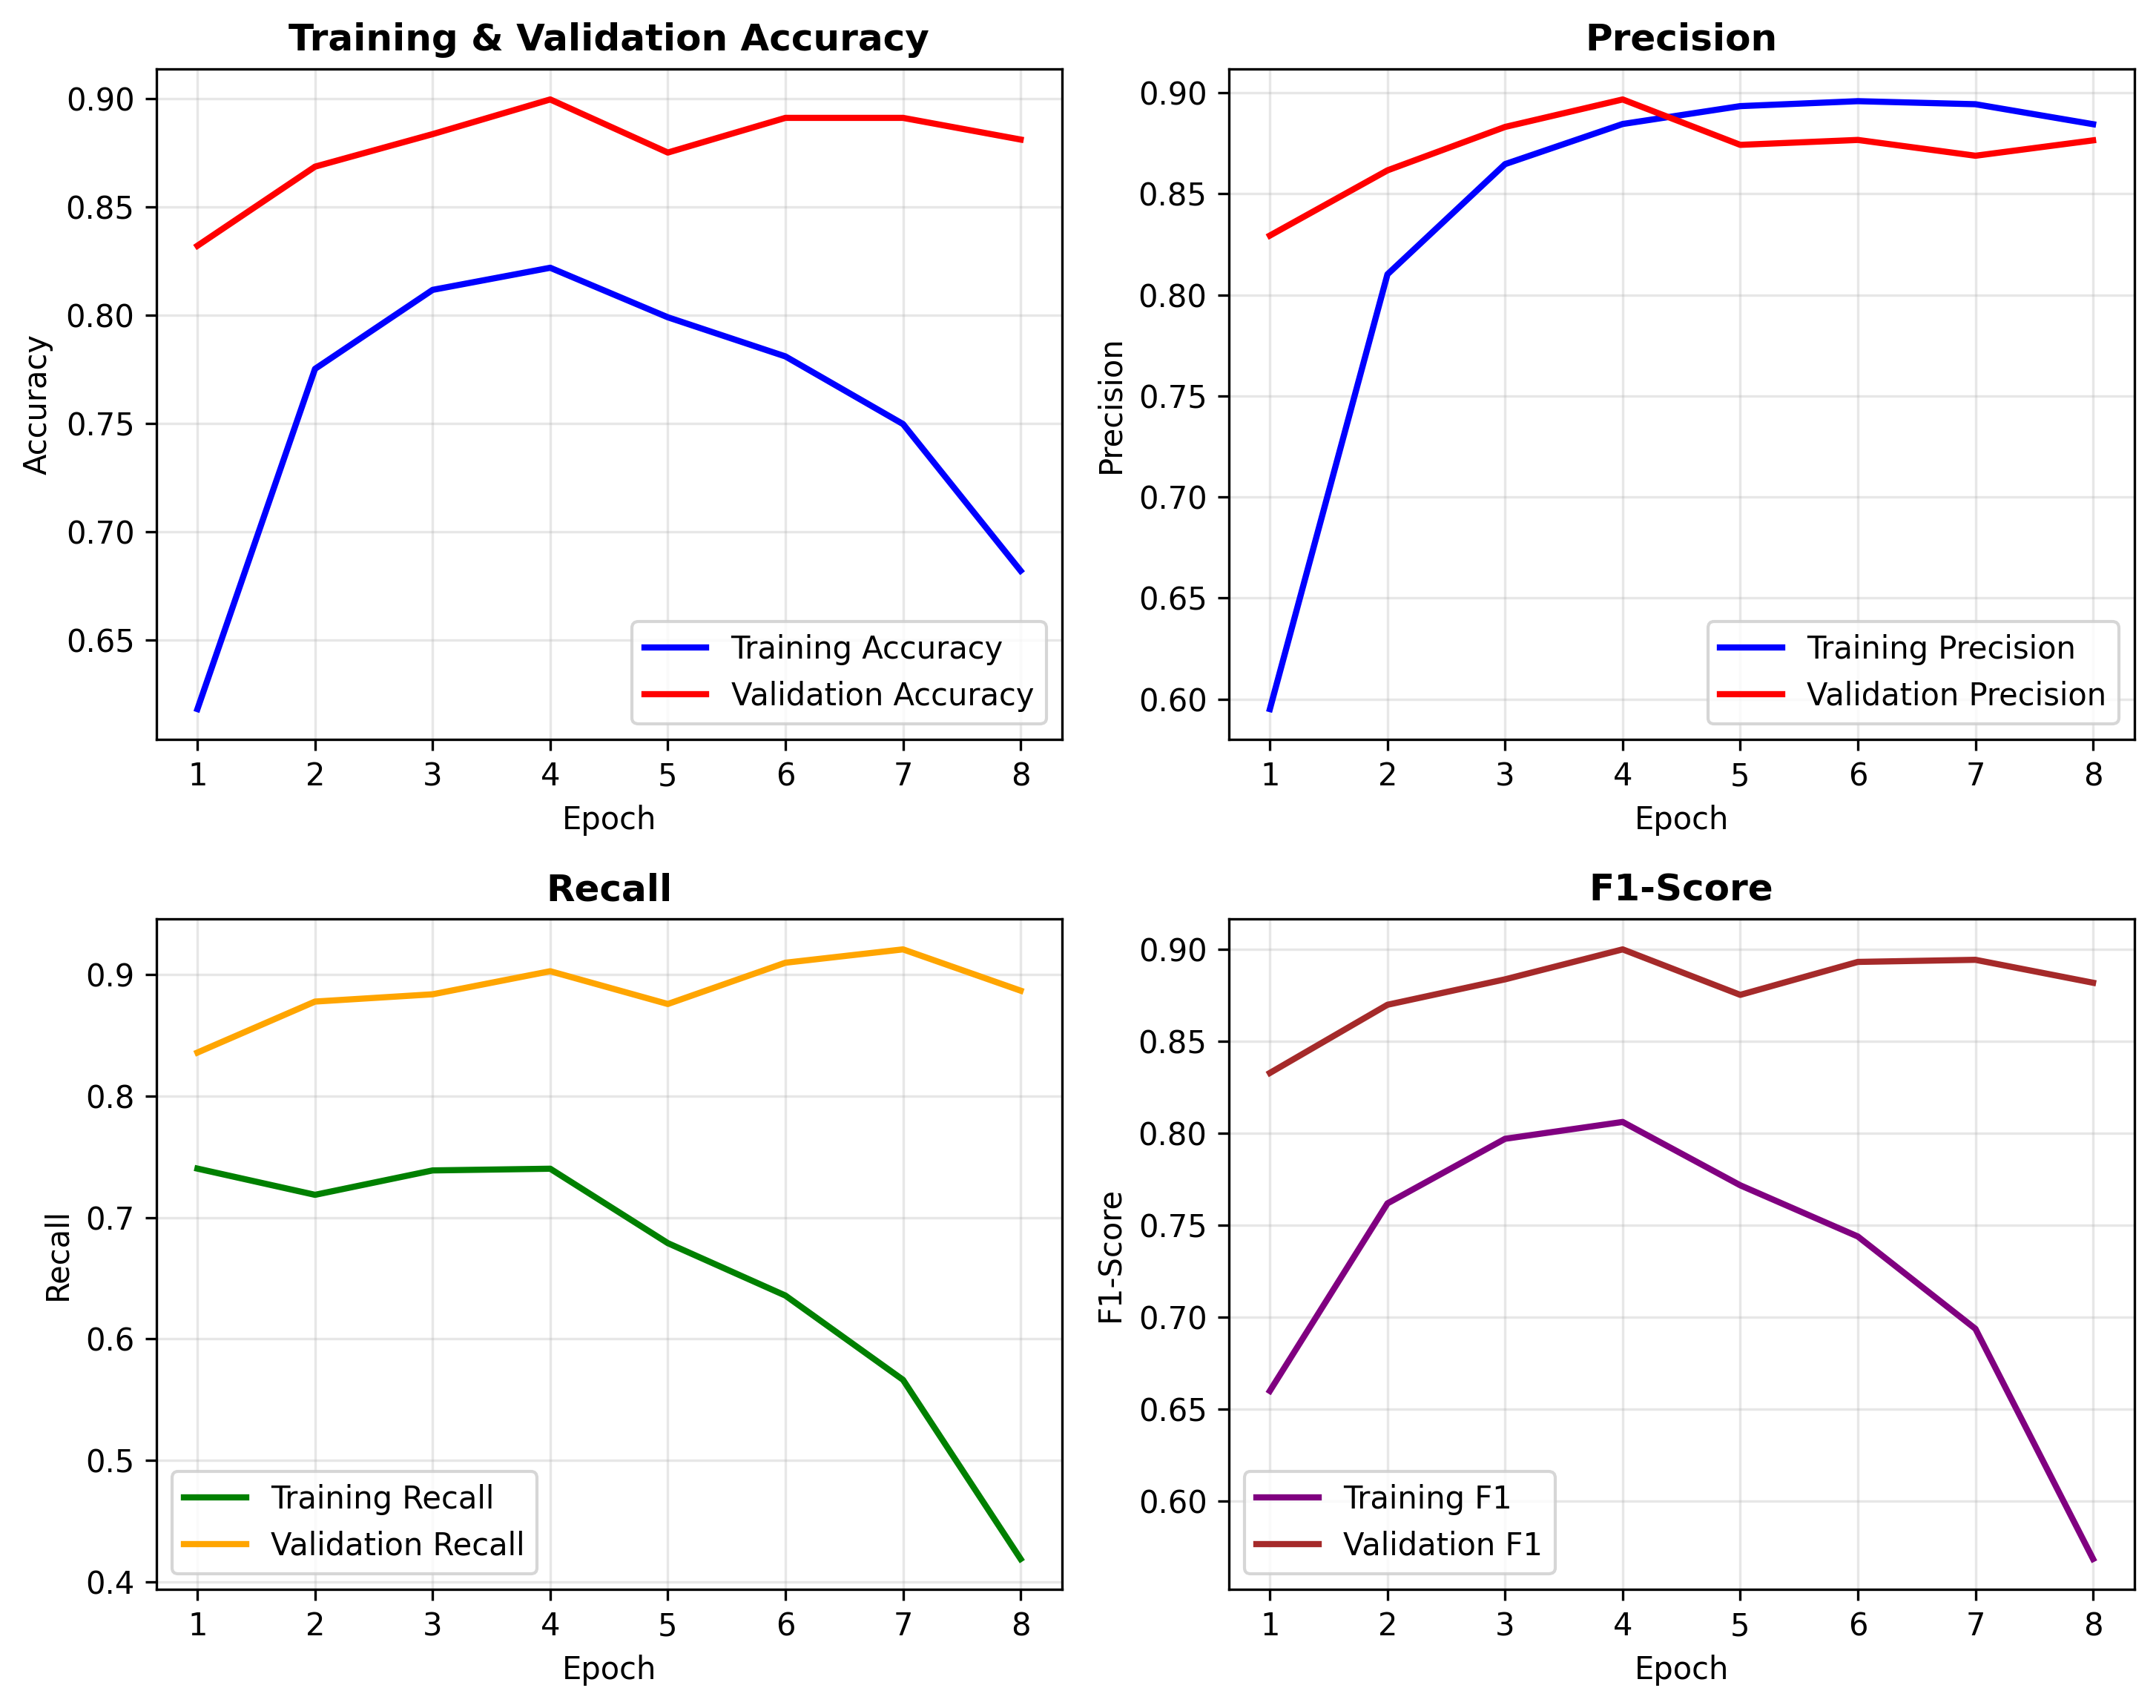 Training & Validation Accuracy
0.90
0.85
0.80
0.75
0.70
0.65
Accuracy
Training Accuracy
Validation Accuracy
1 2 3 4 5 6 7 8
Epoch
Precision
0.90
0.85
0.80
0.75
0.70
0.65
0.60
Precision
Training Precision
Validation Precision
1 2 3 4 5 6 7 8
Epoch
Recall
0.9
0.8
0.7
0.6
0.5
0.4
Recall
Training Recall
Validation Recall
1 2 3 4 5 6 7 8
Epoch
F1-Score
0.90
0.85
0.80
0.75
0.70
0.65
0.60
F1-Score
Training F1
Validation F1
1 2 3 4 5 6 7 8
Epoch